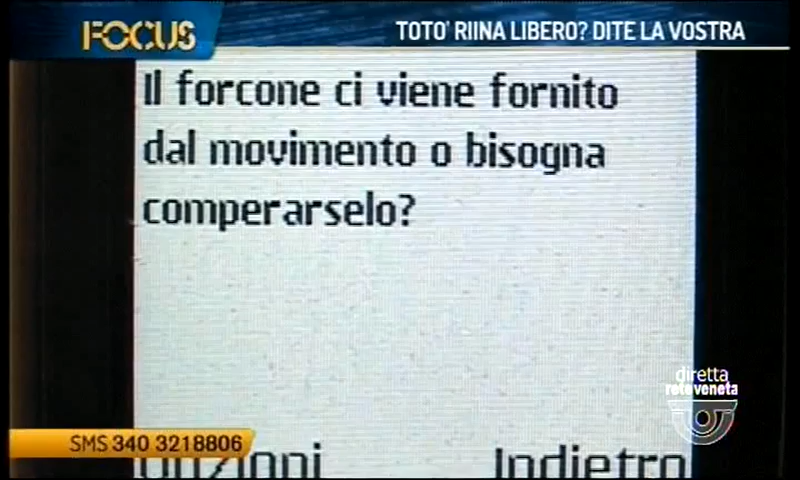 FOCUS
TOTO' RIINA LIBERO? DITE LA VOSTRA
Il forcone ci viene fornito
dal movimento o bisogna
comperarselo?
diretta
reteveneta
SMS 340 3218806
Opzioni
Indietro